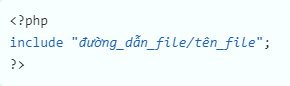 <?php
include "đường_dẫn_file/tên_file";
?>